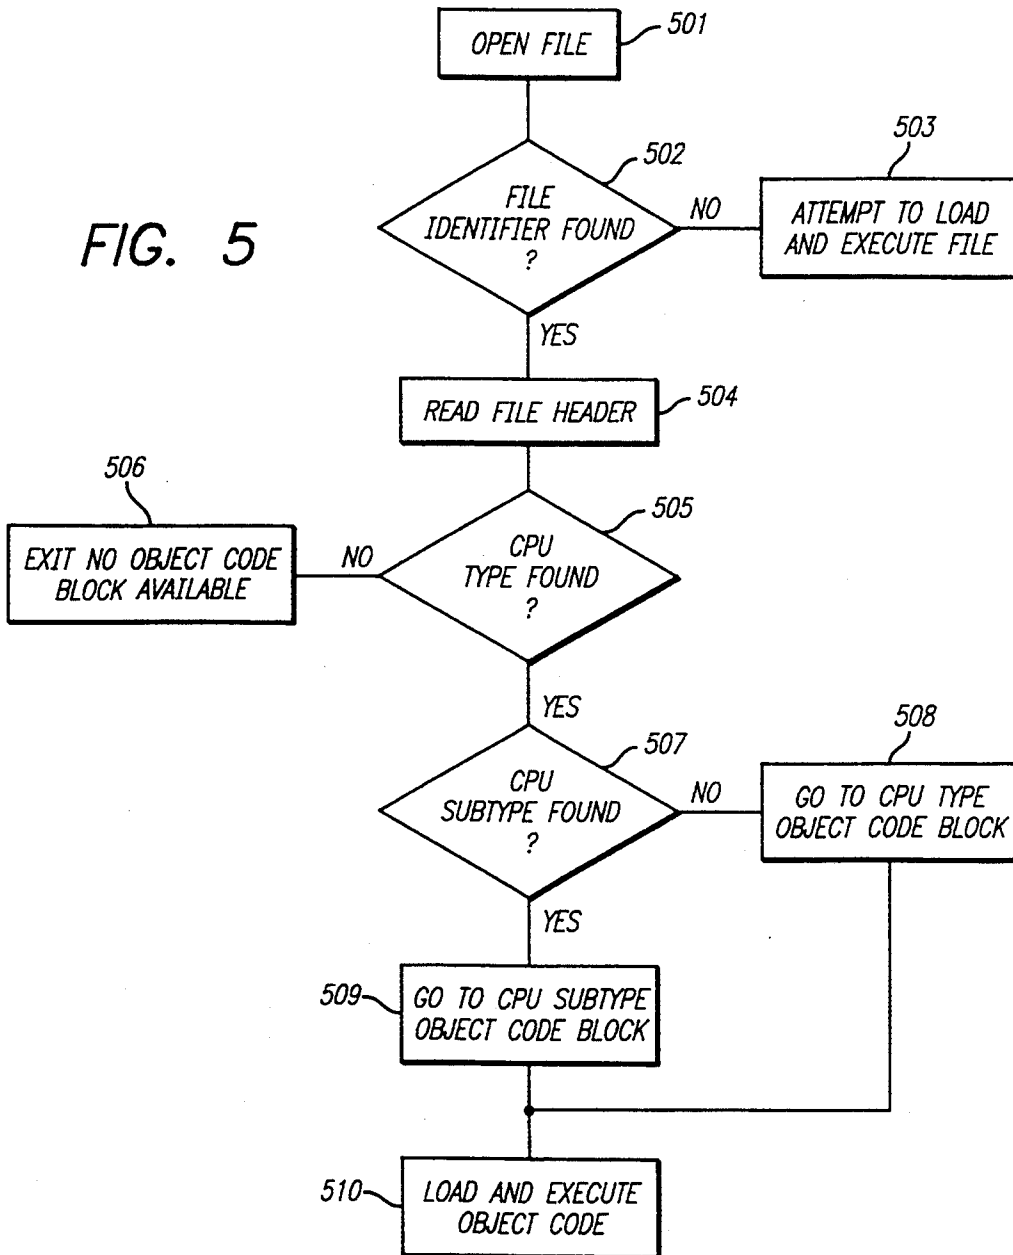 501
OPEN FILE
502
503
FILE
IDENTIFIER FOUND
?
NO
ATTEMPT TO LOAD
AND EXECUTE FILE
FIG. 5
YES
READ FILE HEADER
504
506
505
EXIT NO OBJECT CODE
BLOCK AVAILABLE
NO
CPU
TYPE FOUND
?
YES
507
508
CPU
SUBTYPE FOUND
?
NO
GO TO CPU TYPE
OBJECT CODE BLOCK
YES
509
GO TO CPU SUBTYPE
OBJECT CODE BLOCK
510
LOAD AND EXECUTE
OBJECT CODE